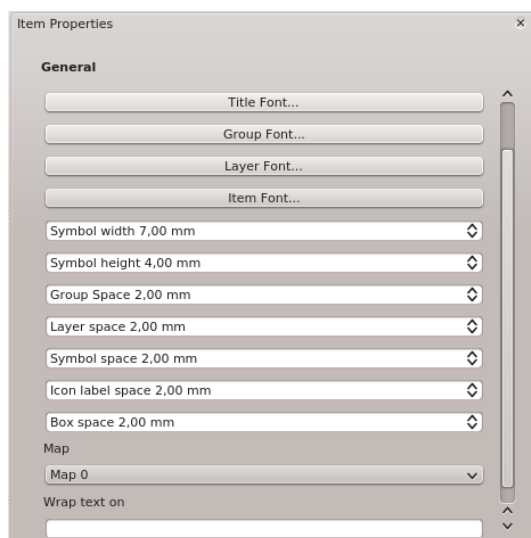 Item Properties
General
Title Font...
Group Font...
Layer Font...
Item Font...
Symbol width 7,00 mm
Symbol height 4,00 mm
Group Space 2,00 mm
Layer space 2,00 mm
Symbol space 2,00 mm
Icon label space 2,00 mm
Box space 2,00 mm
Map
Map 0
Wrap text on